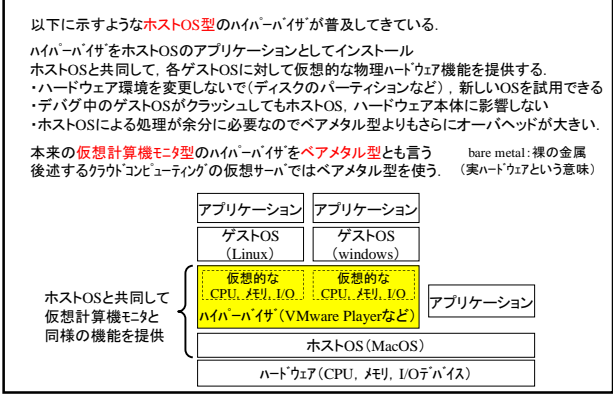 以下に示すようなホストOS型のﾊｲﾊﾟｰﾊﾞｲｻﾞが普及してきている.
ﾊｲﾊﾟｰﾊﾞｲｻﾞをホストOSのアプリケーションとしてインストール
ホストOSと共同して，各ゲストOSに対して仮想的な物理ﾊｰﾄﾞｳｪｱ機能を提供する.
・ハードウェア環境を変更しないで(ディスクのパーティションなど)，新しいOSを試用できる
・デバグ中のゲストOSがクラッシュしてもホストOS，ハードウェア本体に影響しない
・ホストOSによる処理が余分に必要なのでベアメタル型よりもさらにオーバヘッドが大きい.
本来の仮想計算機ﾓﾆﾀ型のﾊｲﾊﾟｰﾊﾞｲｻﾞをベアメタル型とも言う bare metal：裸の金属
後述するｸﾗｳﾄﾞｺﾝﾋﾟｭｰﾃｨﾝｸﾞの仮想サーバではベアメタル型を使う. (実ﾊｰﾄﾞｳｪｱという意味)
アプリケーション アプリケーション
ゲストOS ゲストOS
(Linux) (windows)
仮想的な 仮想的な
CPU, ﾒﾓﾘ, I/O CPU, ﾒﾓﾘ, I/O
ﾊｲﾊﾟｰﾊﾞｲｻﾞ(VMware Playerなど)
アプリケーション
ホストOSと共同して
仮想計算機ﾓﾆﾀと
同様の機能を提供
ホストOS(MacOS)
ﾊｰﾄﾞｳｪｱ(CPU，ﾒﾓﾘ，I/Oﾃﾞﾊﾞｲｽ)